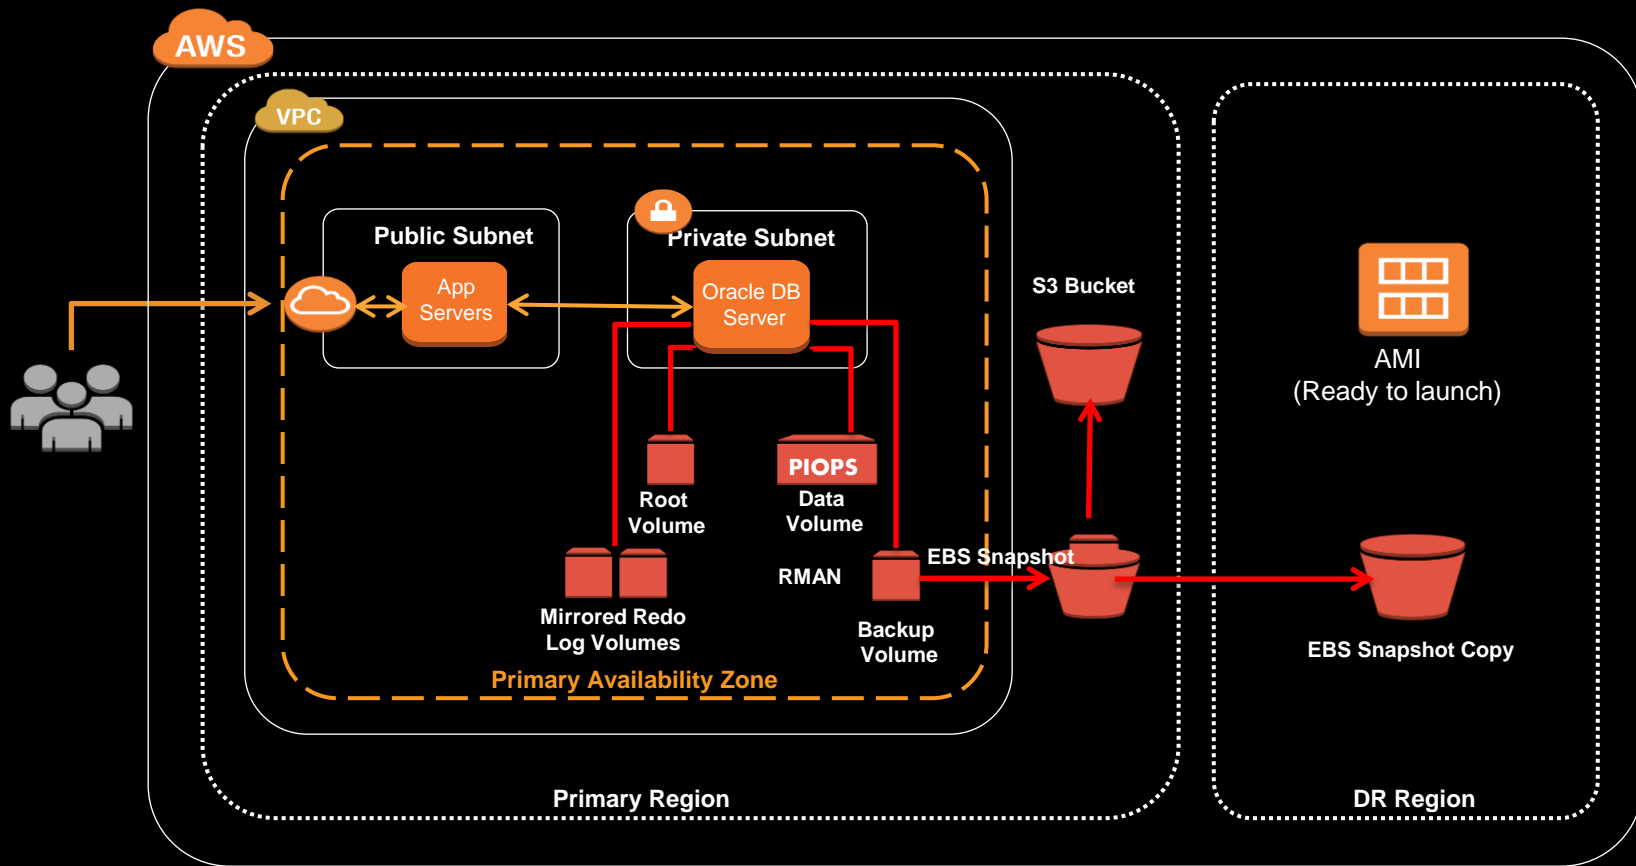 AWS
VPC
Public Subnet
Private Subnet
App
Servers
Oracle DB
Server
S3 Bucket
AMI
(Ready to launch)
PIOPS
Root
Volume
Data
Volume
EBS Snapshot
RMAN
Mirrored Redo
Log Volumes
Backup
Volume
EBS Snapshot Copy
Primary Availability Zone
Primary Region
DR Region